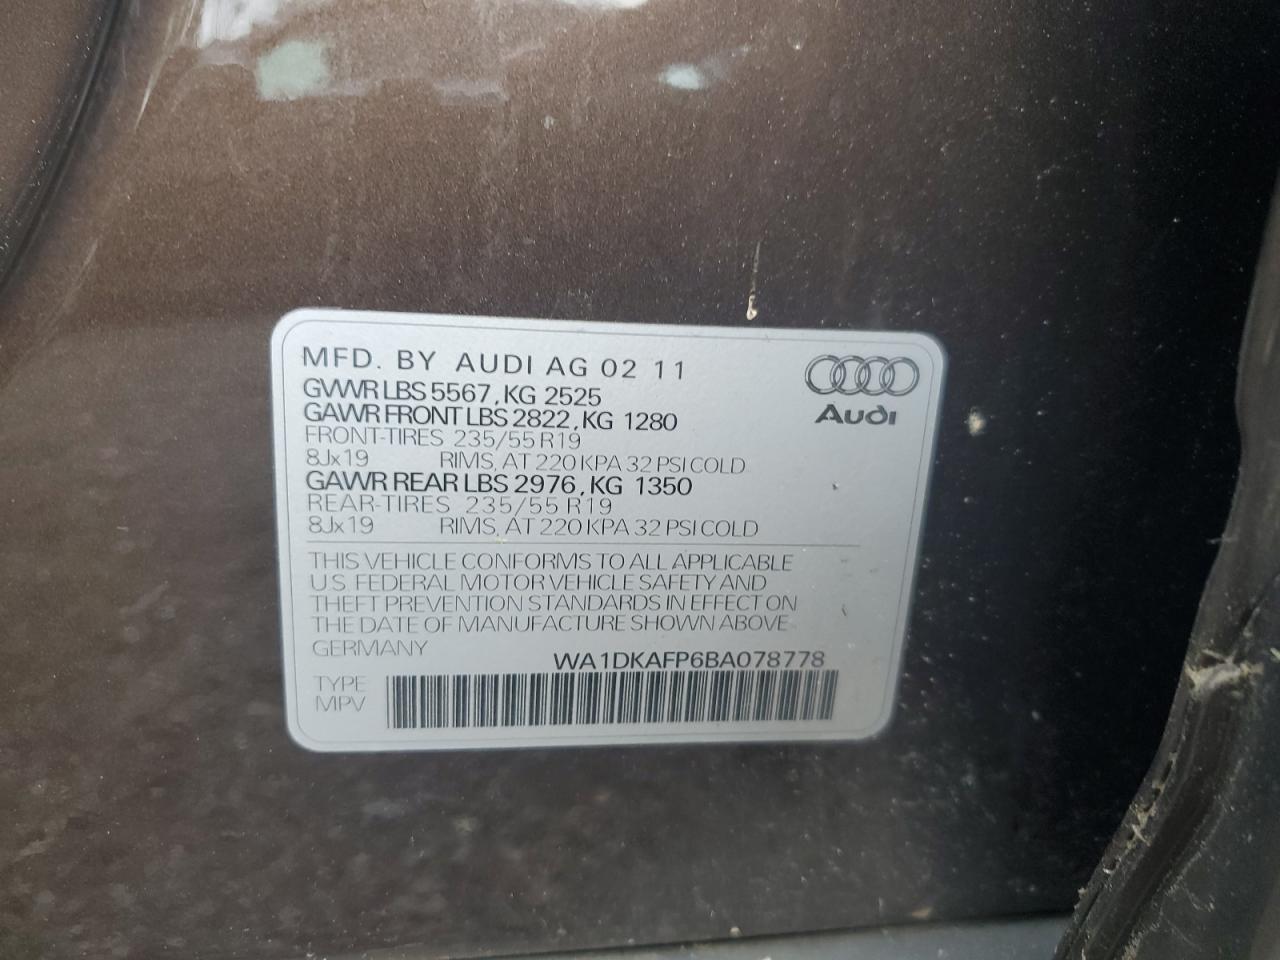 MFD. BY AUDI AG 02 11
GVWR LBS 5567, KG 2525
GAWR FRONT LBS 2822, KG 1280
FRONT-TIRES 235/55 R19
8Jx19 RIMS, AT 220 KPA 32 PSI COLD
GAWR REAR LBS 2976, KG 1350
REAR-TIRES 235/55 R19
8Jx19 RIMS, AT 220 KPA 32 PSI COLD
Audi
THIS VEHICLE CONFORMS TO ALL APPLICABLE
U.S FEDERAL MOTOR VEHICLE SAFETY AND
THEFT PREVENTION STANDARDS IN EFFECT ON
THE DATE OF MANUFACTURE SHOWN ABOVE
GERMANY
WA1DKAFP6BA078778
TYPE
MPV